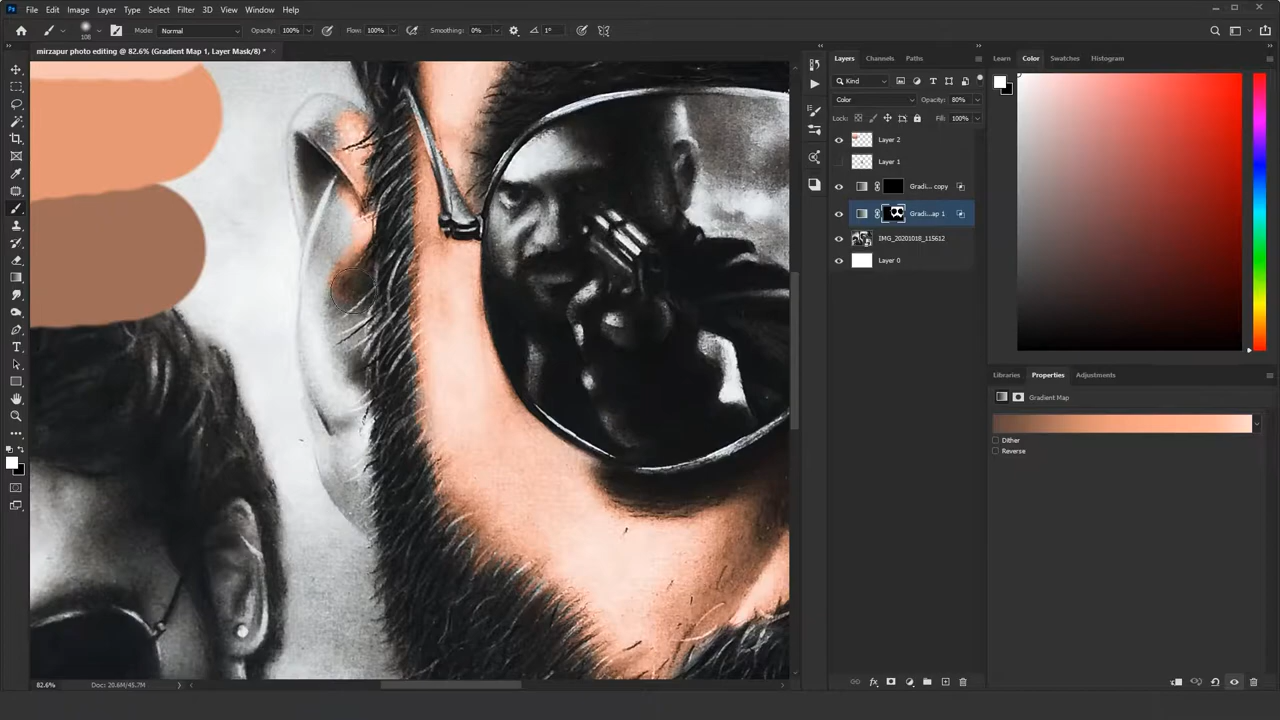 File Edit Image Layer Type Select Filter 3D View Window Help
Mode: Normal Opacity: 100% Flow: 100% Smoothing: 0% 1°
108
mirzapur photo editing @ 82.6% (Gradient Map 1, Layer Mask/8) *
Layers Channels Paths
Learn Color Swatches Histogram
Kind
Color Opacity: 80%
Lock: Fill: 100%
Layer 2
Layer 1
Gradi... copy
Gradi...ap 1
IMG_20201018_115612
Layer 0
Libraries Properties Adjustments
Gradient Map
Dither
Reverse
82.6% Doc: 20.6M/45.7M